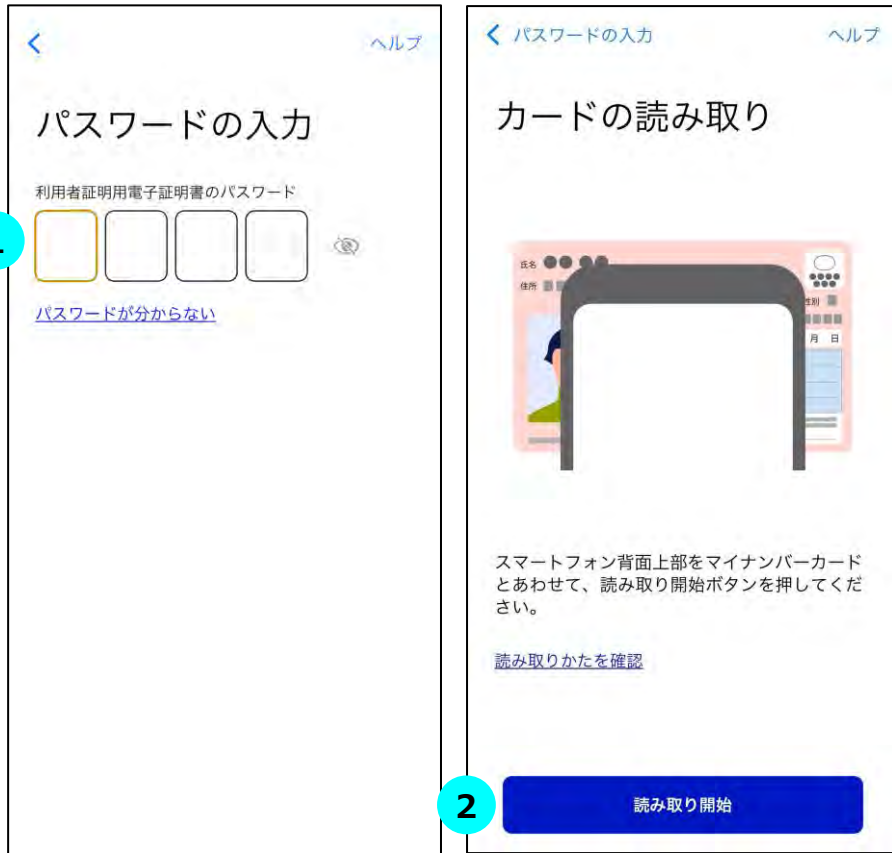 ヘルプ
パスワードの入力
利用者証明用電子証明書のパスワード
パスワードが分からない
パスワードの入力
ヘルプ
カードの読み取り
氏名
住所
性別
月 日
スマートフォン背面上部をマイナンバーカード
とあわせて、読み取り開始ボタンを押してくだ
さい。
読み取りかたを確認
2
読み取り開始